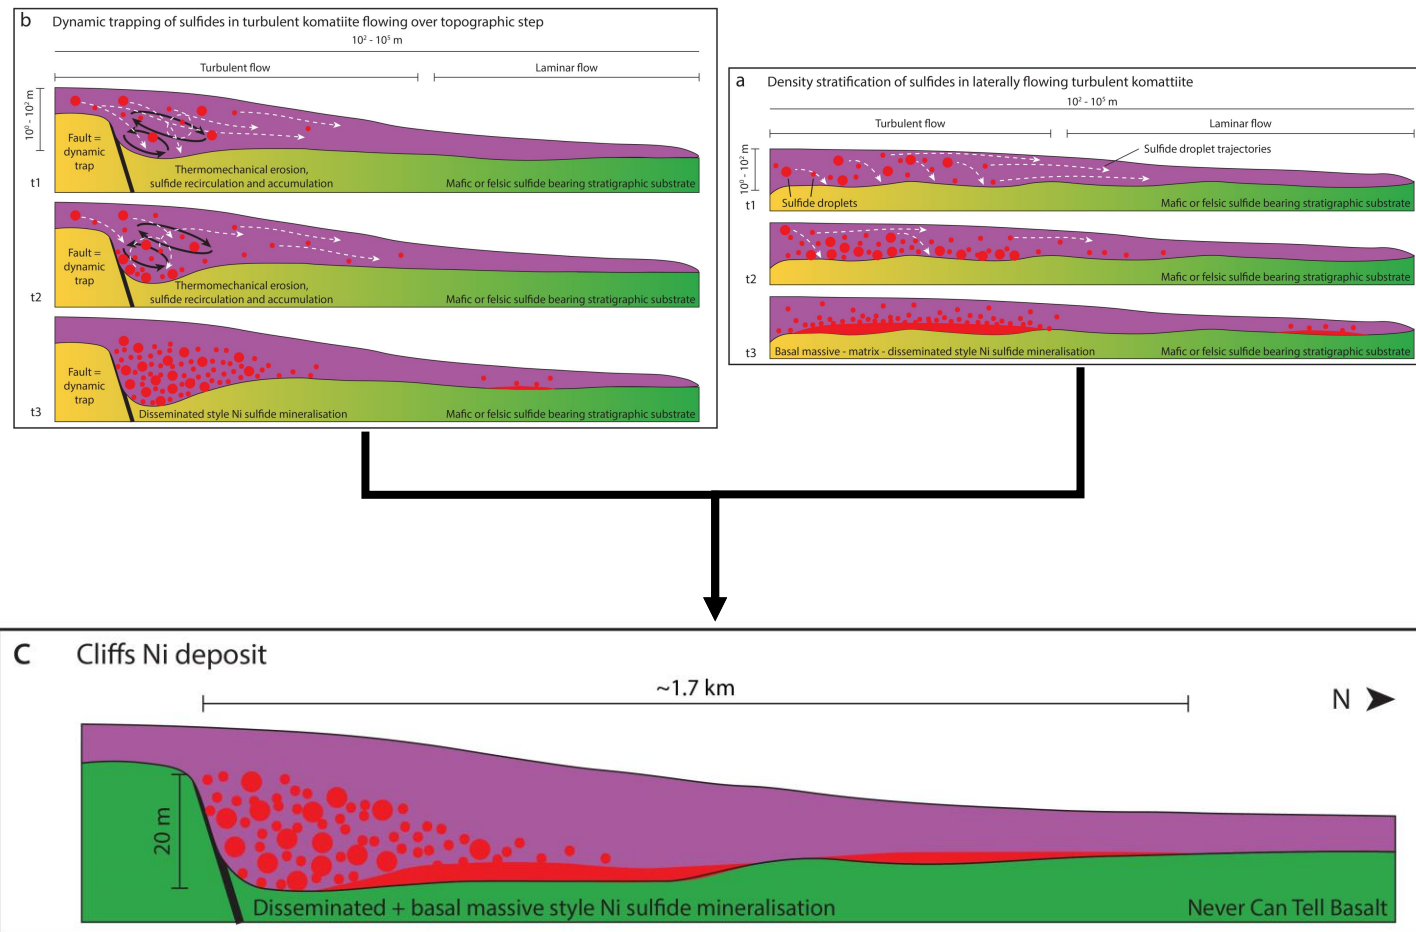 b Dynamic trapping of sulfides in turbulent komatiite flowing over topographic step
10² - 10⁵ m
Turbulent flow
Laminar flow
10⁰ - 10² m
Fault =
dynamic
trap
Thermomechanical erosion,
sulfide recirculation and accumulation
Mafic or felsic sulfide bearing stratigraphic substrate
t1
Fault =
dynamic
trap
Thermomechanical erosion,
sulfide recirculation and accumulation
Mafic or felsic sulfide bearing stratigraphic substrate
t2
Fault =
dynamic
trap
Disseminated style Ni sulfide mineralisation
Mafic or felsic sulfide bearing stratigraphic substrate
t3
a Density stratification of sulfides in laterally flowing turbulent komattiite
10² - 10⁵ m
Turbulent flow
Laminar flow
Sulfide droplet trajectories
10⁰ - 10² m
Sulfide droplets
Mafic or felsic sulfide bearing stratigraphic substrate
t1
Mafic or felsic sulfide bearing stratigraphic substrate
t2
Basal massive - matrix - disseminated style Ni sulfide mineralisation
Mafic or felsic sulfide bearing stratigraphic substrate
t3
C Cliffs Ni deposit
~1.7 km
N
20 m
Disseminated + basal massive style Ni sulfide mineralisation
Never Can Tell Basalt